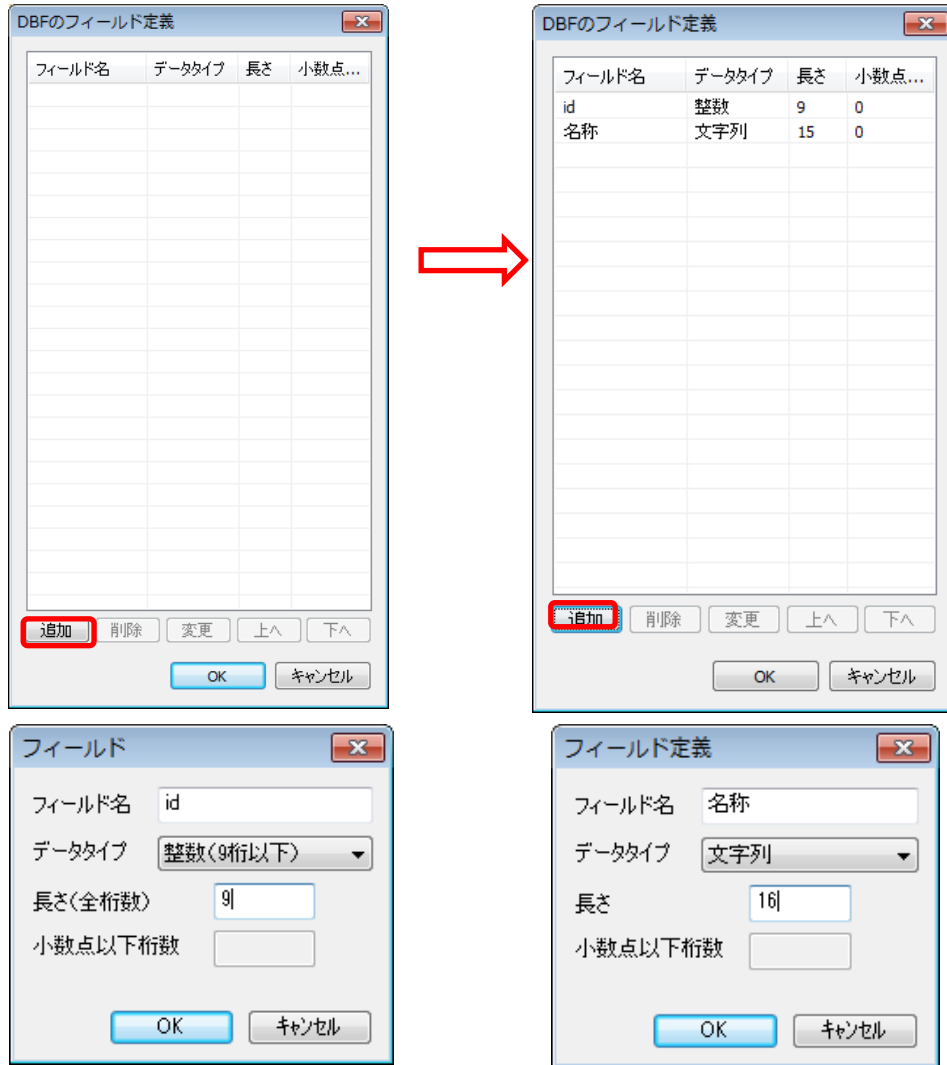 DBFのフィールド定義
フィールド名 データタイプ 長さ 小数点...
追加 削除 変更 上へ 下へ
OK キャンセル
DBFのフィールド定義
フィールド名 データタイプ 長さ 小数点...
id 整数 9 0
名称 文字列 15 0
追加 削除 変更 上へ 下へ
OK キャンセル
フィールド
フィールド名 id
データタイプ 整数(9桁以下)
長さ(全桁数) 9
小数点以下桁数
OK キャンセル
フィールド定義
フィールド名 名称
データタイプ 文字列
長さ 16
小数点以下桁数
OK キャンセル